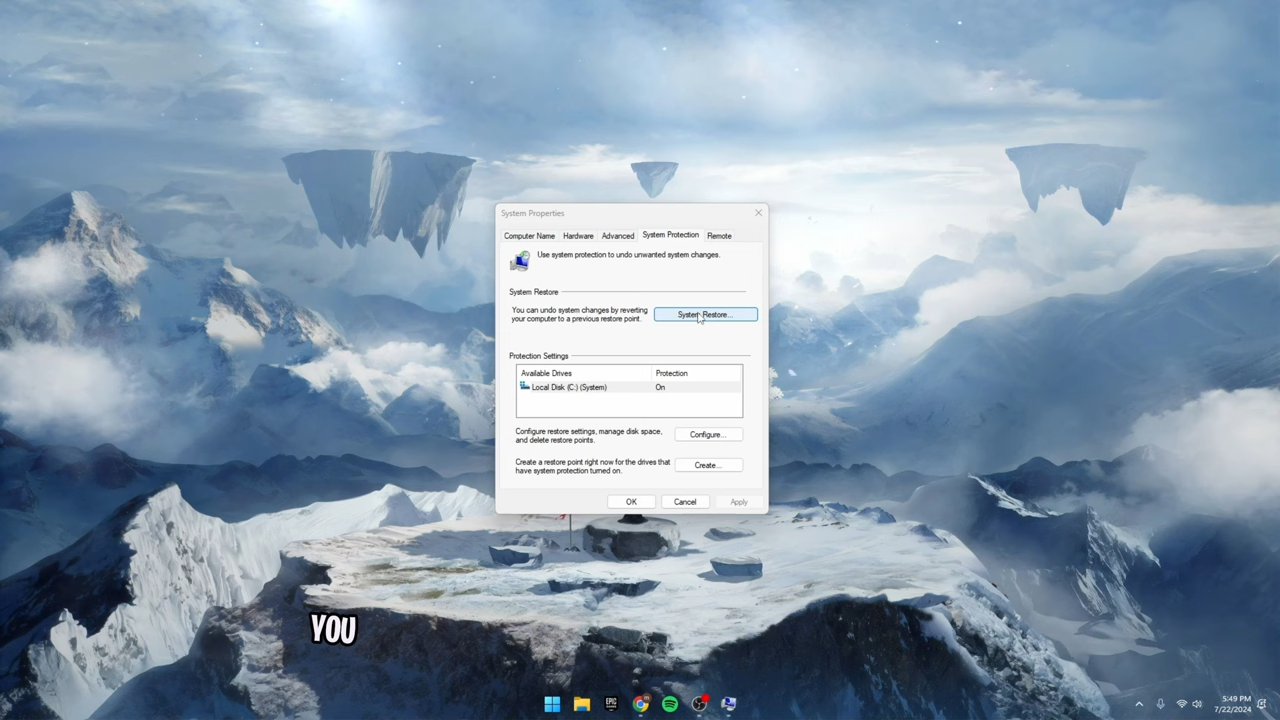 System Properties
Computer Name Hardware Advanced System Protection Remote
Use system protection to undo unwanted system changes.
System Restore
You can undo system changes by reverting
your computer to a previous restore point.
System Restore...
Protection Settings
Available Drives Protection
Local Disk (C:) (System) On
Configure restore settings, manage disk space,
and delete restore points.
Configure...
Create a restore point right now for the drives that
have system protection turned on.
Create...
OK Cancel Apply
YOU
EPIC
5:49 PM
7/22/2024